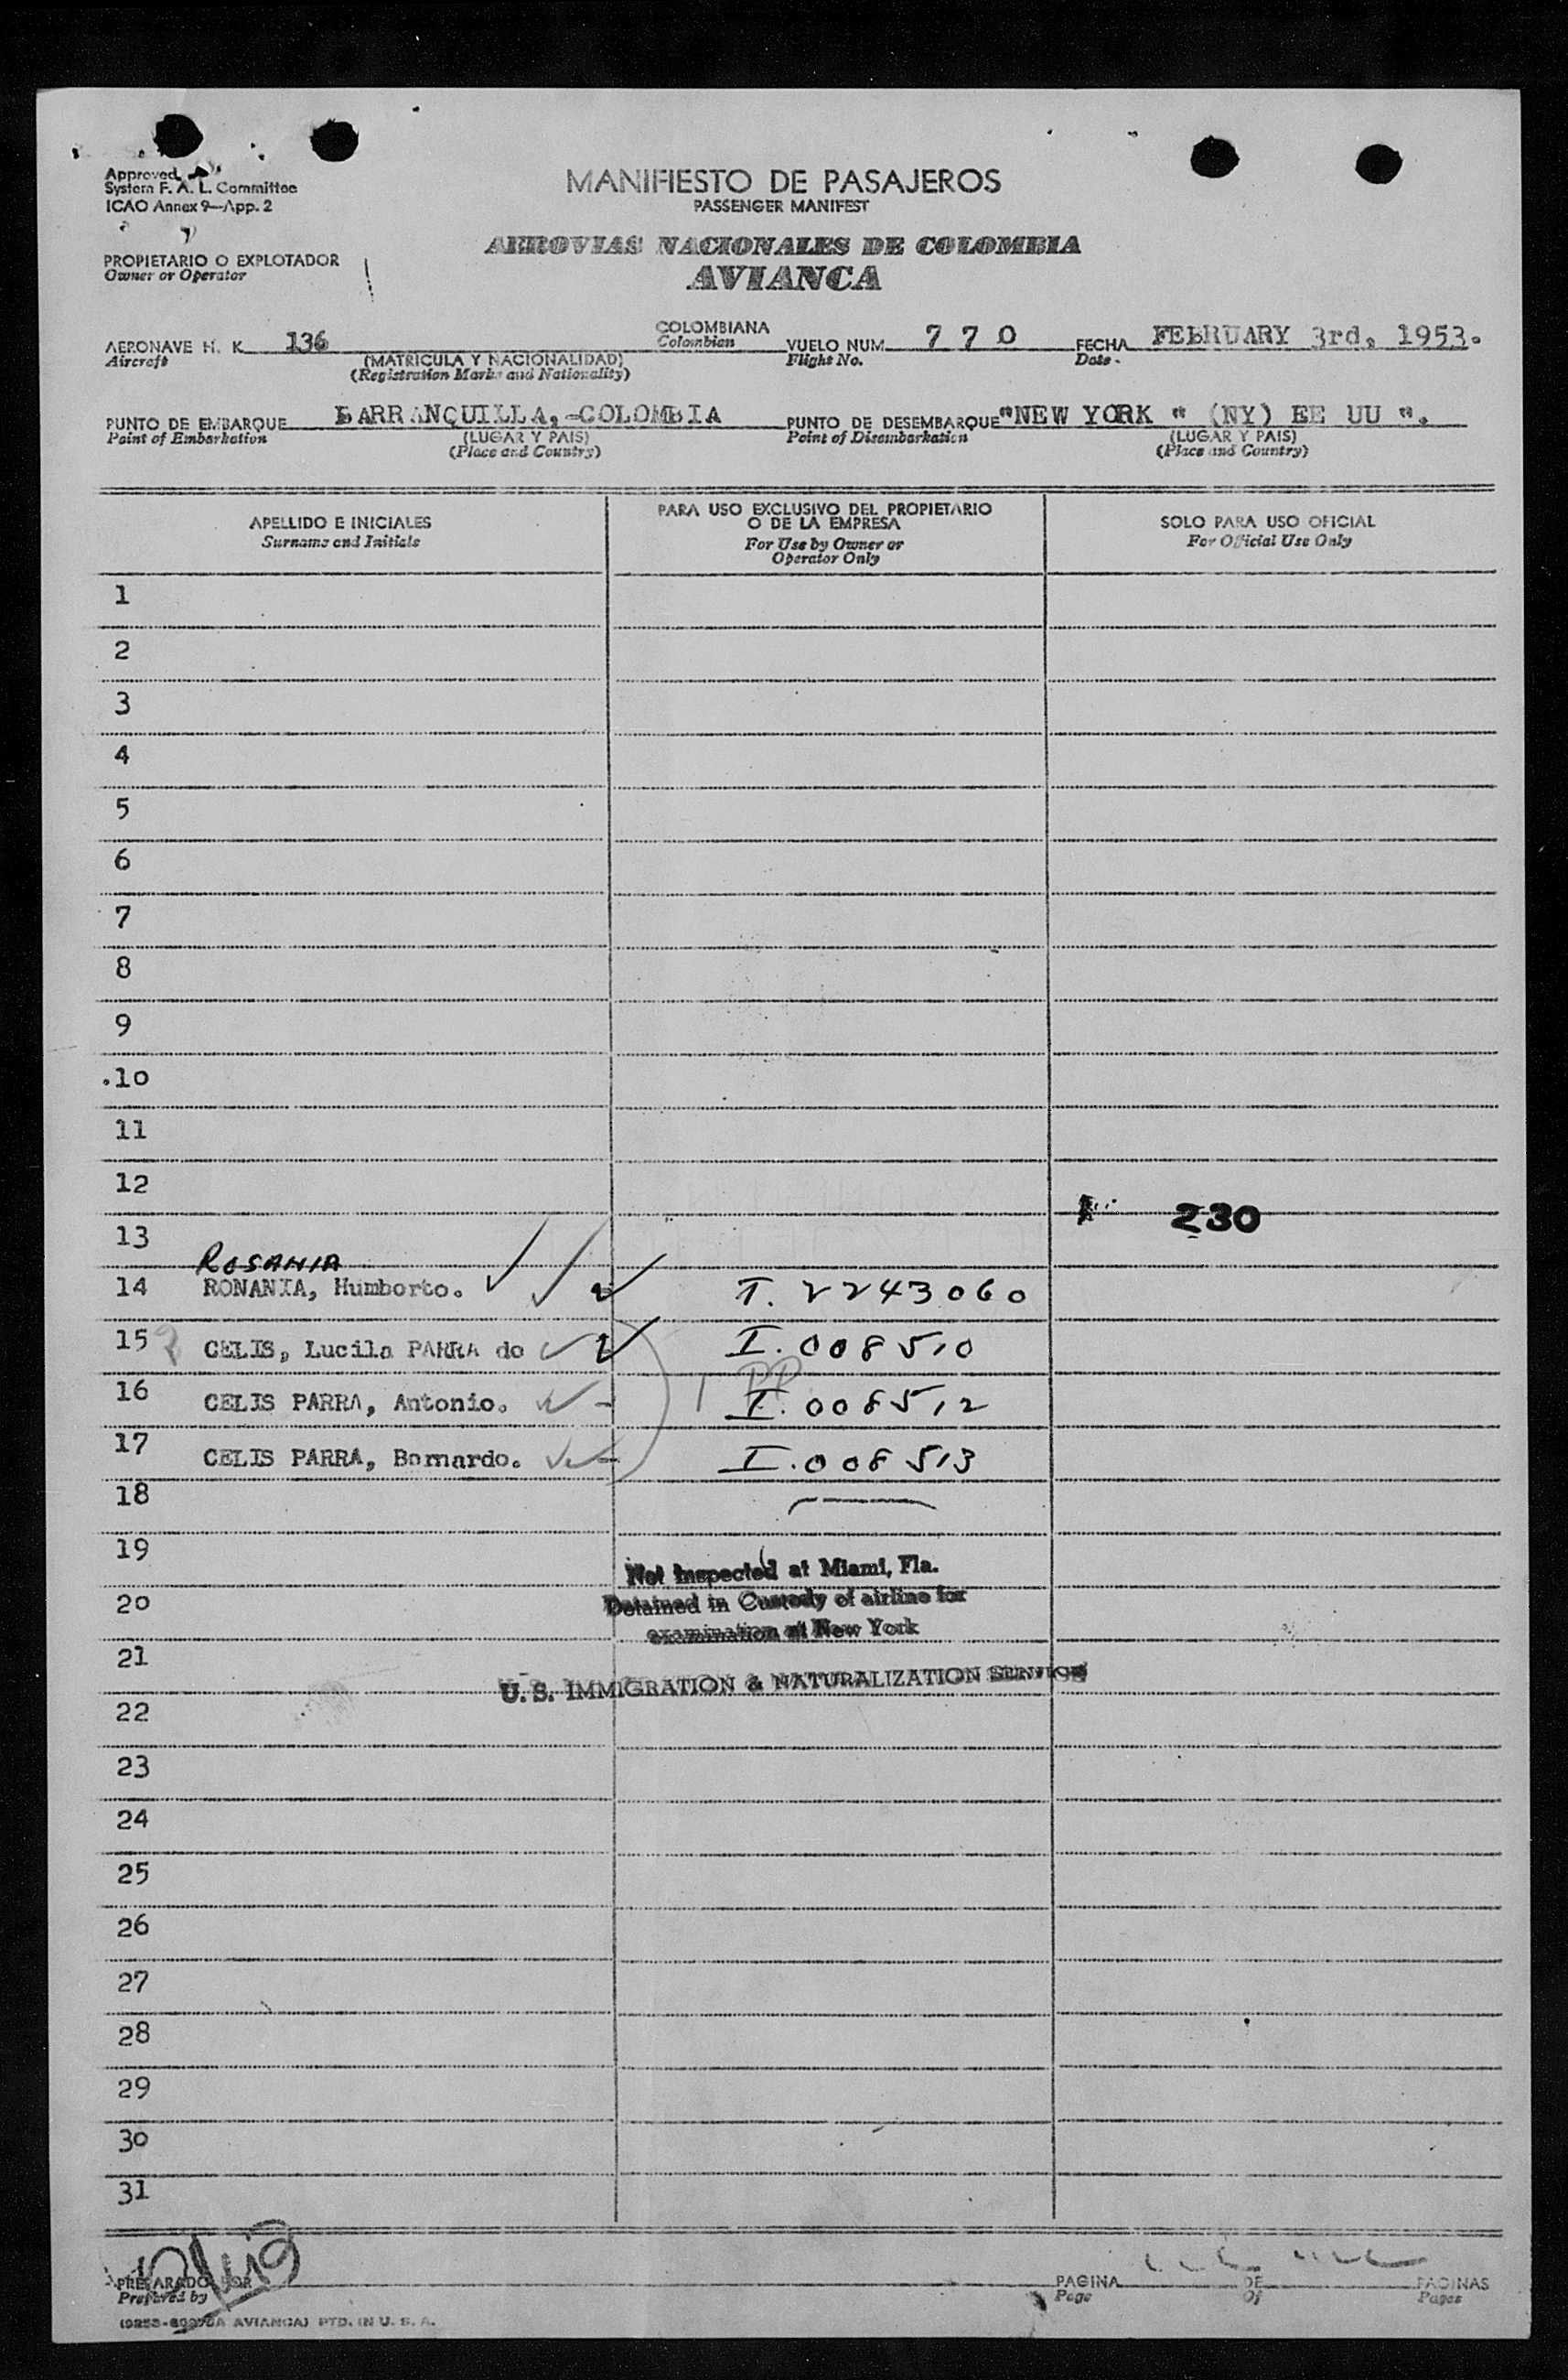 Approved
System F. A. L. Committee
ICAO Annex 9—App. 2
MANIFIESTO DE PASAJEROS
PASSENGER MANIFEST
AEROVIAS NACIONALES DE COLOMBIA
AVIANCA
PROPIETARIO O EXPLOTADOR
Owner or Operator
AERONAVE H. K. 136 COLOMBIANA VUELO NUM. 7 7 0 FECHA FEBRUARY 3rd, 1953.
Aircraft (MATRICULA Y NACIONALIDAD) Colombian Flight No. Date
(Registration Marks and Nationality)
PUNTO DE EMBARQUE BARRANQUILLA,-COLOMBIA PUNTO DE DESEMBARQUE "NEW YORK " (NY) EE UU ".
Point of Embarkation (LUGAR Y PAIS) Point of Disembarkation (LUGAR Y PAIS)
(Place and Country) (Place and Country)
APELLIDO E INICIALES
Surname and Initials
PARA USO EXCLUSIVO DEL PROPIETARIO
O DE LA EMPRESA
For Use by Owner or
Operator Only
SOLO PARA USO OFICIAL
For Official Use Only
1
2
3
4
5
6
7
8
9
10
11
12
230
13
ROSANIA
14 RONANIA, Humberto. I. 2243060
15 CELIS, Lucila PARRA de I. 008510
PP
16 CELIS PARRA, Antonio. I. 008512
17 CELIS PARRA, Bernardo. I. 008513
18
19
Not Inspected at Miami, Fla.
20 Detained in Custody of airline for
examination at New York
21
U. S. IMMIGRATION & NATURALIZATION SERVICE
22
23
24
25
26
27
28
29
30
31
PREPARADO POR PAGINA DE PAGINAS
Prepared by Page Of Pages
AVIANCA) PTD. IN U. S. A.